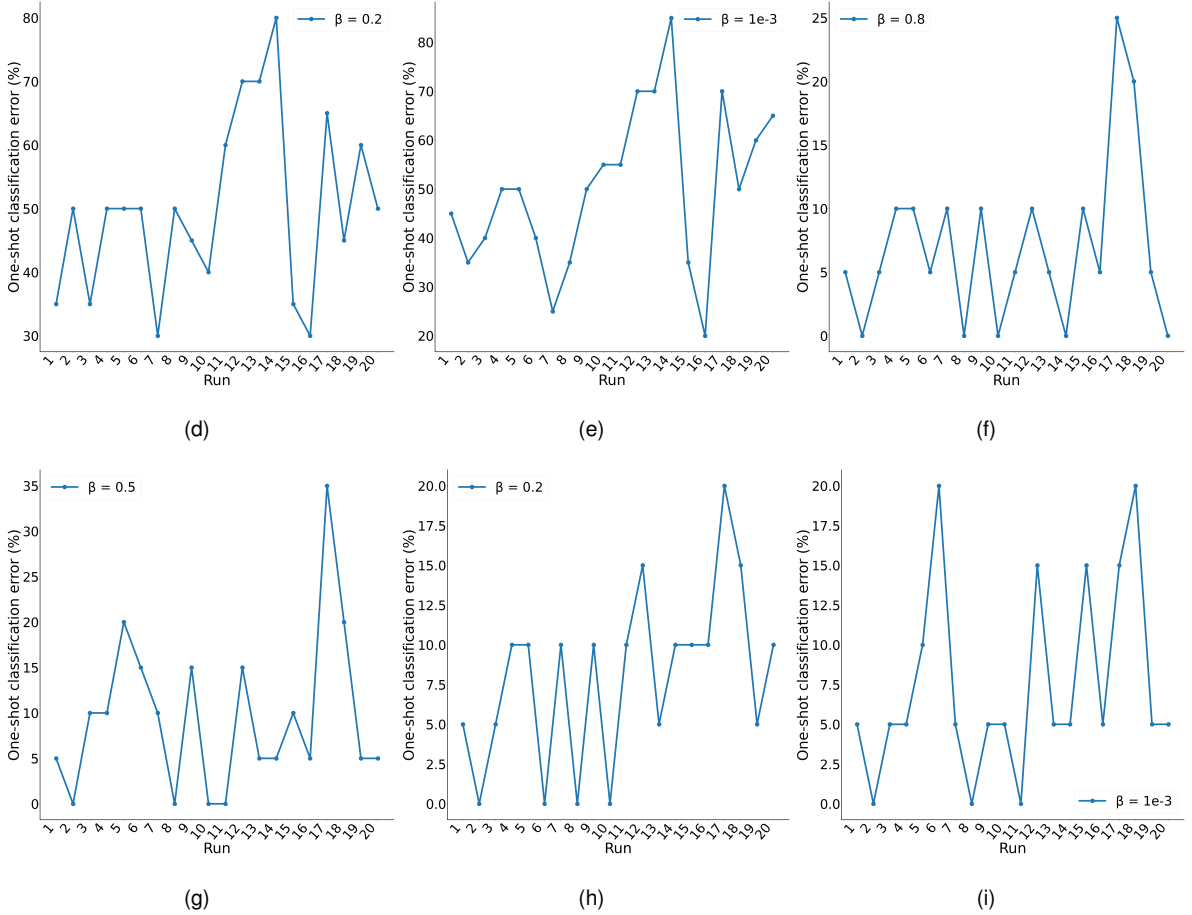 β = 0.2
One-shot classification error (%)
80
70
60
50
40
30
1 2 3 4 5 6 7 8 9 10 11 12 13 14 15 16 17 18 19 20
Run
(d)
β = 1e-3
One-shot classification error (%)
80
70
60
50
40
30
20
1 2 3 4 5 6 7 8 9 10 11 12 13 14 15 16 17 18 19 20
Run
(e)
β = 0.8
One-shot classification error (%)
25
20
15
10
5
0
1 2 3 4 5 6 7 8 9 10 11 12 13 14 15 16 17 18 19 20
Run
(f)
β = 0.5
One-shot classification error (%)
35
30
25
20
15
10
5
0
1 2 3 4 5 6 7 8 9 10 11 12 13 14 15 16 17 18 19 20
Run
(g)
β = 0.2
One-shot classification error (%)
20.0
17.5
15.0
12.5
10.0
7.5
5.0
2.5
0.0
1 2 3 4 5 6 7 8 9 10 11 12 13 14 15 16 17 18 19 20
Run
(h)
One-shot classification error (%)
20.0
17.5
15.0
12.5
10.0
7.5
5.0
2.5
0.0
β = 1e-3
1 2 3 4 5 6 7 8 9 10 11 12 13 14 15 16 17 18 19 20
Run
(i)